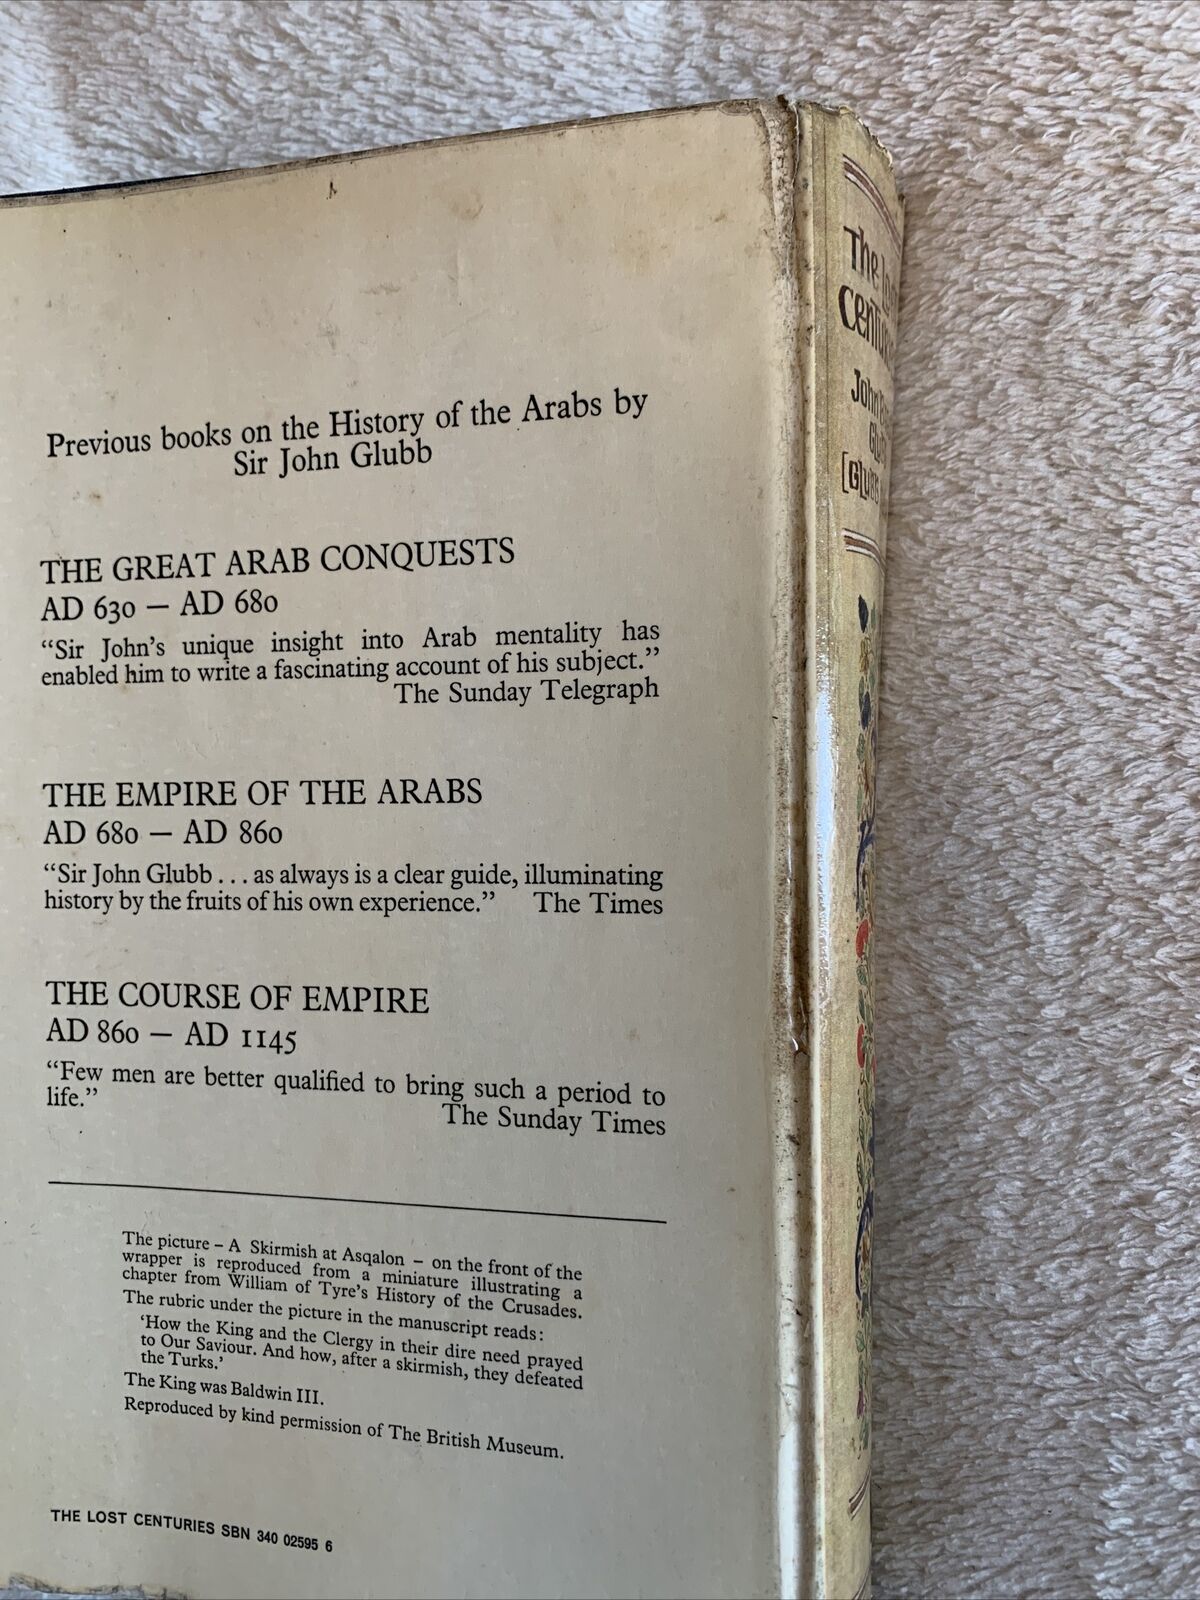 Previous books on the History of the Arabs by
Sir John Glubb
THE GREAT ARAB CONQUESTS
AD 630 — AD 680
“Sir John’s unique insight into Arab mentality has
enabled him to write a fascinating account of his subject.”
The Sunday Telegraph
THE EMPIRE OF THE ARABS
AD 680 — AD 860
“Sir John Glubb . . . as always is a clear guide, illuminating
history by the fruits of his own experience.” The Times
THE COURSE OF EMPIRE
AD 860 — AD 1145
“Few men are better qualified to bring such a period to
life.”
The Sunday Times
The picture – A Skirmish at Asqalon – on the front of the
wrapper is reproduced from a miniature illustrating a
chapter from William of Tyre’s History of the Crusades.
The rubric under the picture in the manuscript reads:
‘How the King and the Clergy in their dire need prayed
to Our Saviour. And how, after a skirmish, they defeated
the Turks.’
The King was Baldwin III.
Reproduced by kind permission of The British Museum.
THE LOST CENTURIES SBN 340 02595 6
The
John